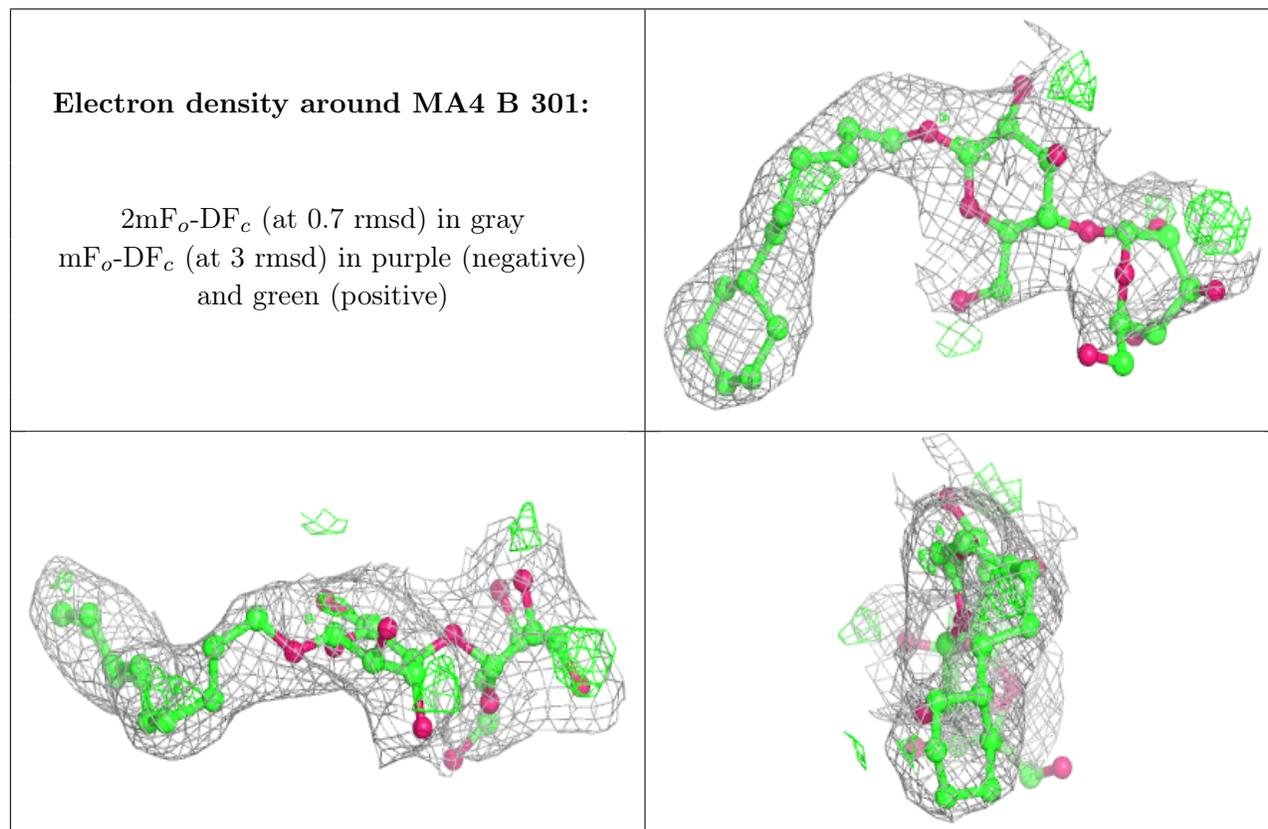 Electron density around MA4 B 301:
2mFo-DFc (at 0.7 rmsd) in gray
mFo-DFc (at 3 rmsd) in purple (negative)
and green (positive)